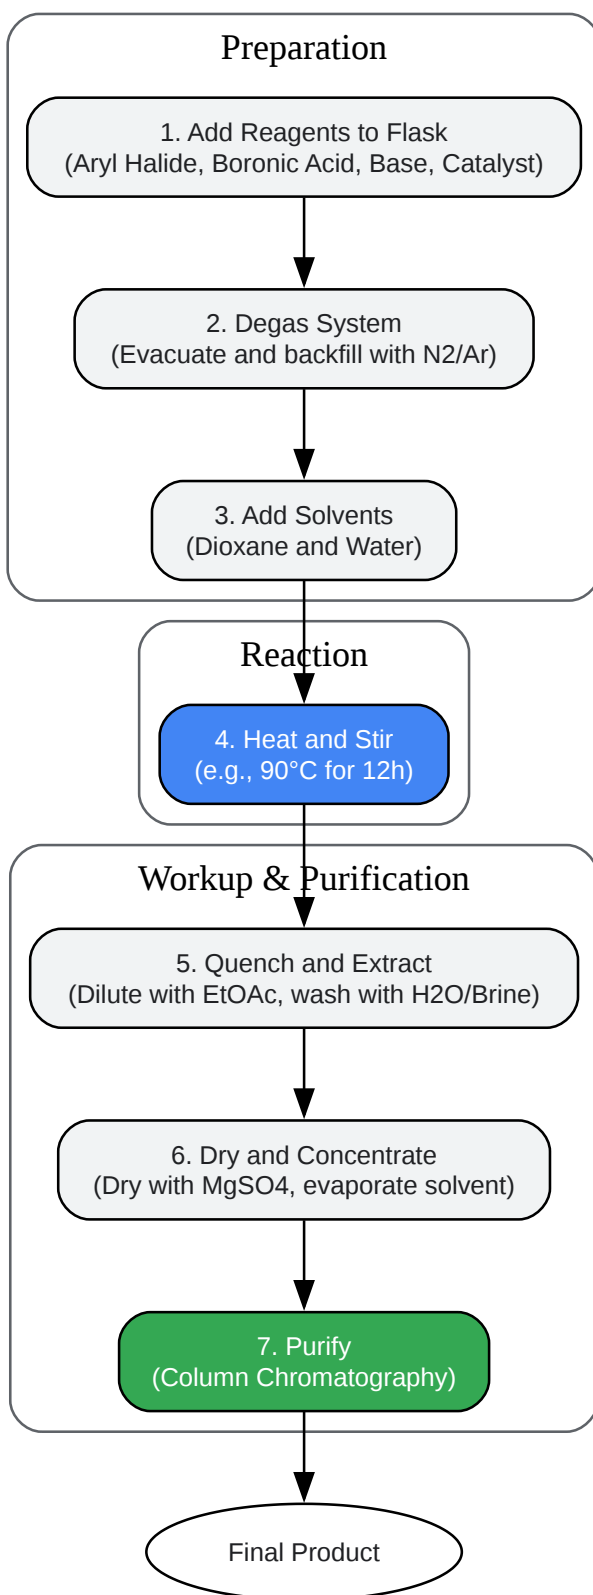 Preparation
1. Add Reagents to Flask
(Aryl Halide, Boronic Acid, Base, Catalyst)
2. Degas System
(Evacuate and backfill with N2/Ar)
3. Add Solvents
(Dioxane and Water)
Reaction
4. Heat and Stir
(e.g., 90°C for 12h)
Workup & Purification
5. Quench and Extract
(Dilute with EtOAc, wash with H2O/Brine)
6. Dry and Concentrate
(Dry with MgSO4, evaporate solvent)
7. Purify
(Column Chromatography)
Final Product